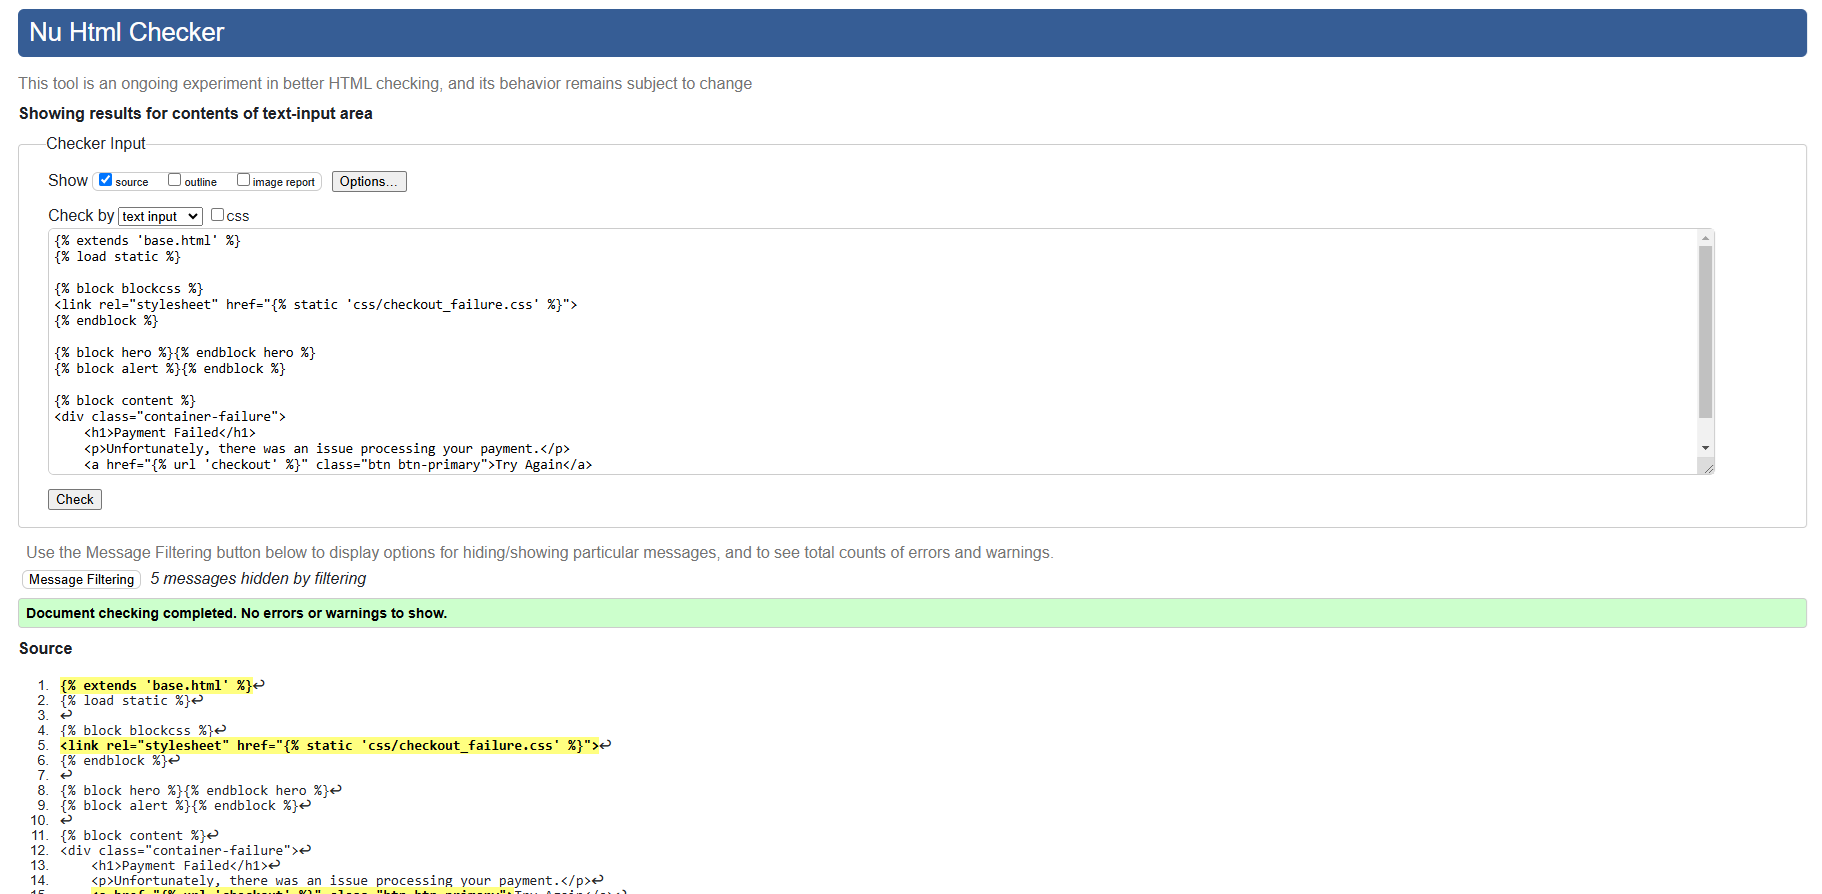 Nu Html Checker
This tool is an ongoing experiment in better HTML checking, and its behavior remains subject to change
Showing results for contents of text-input area
Checker Input
Show source outline image report Options...
Check by text input css
{% extends 'base.html' %}
{% load static %}
{% block blockcss %}
<link rel="stylesheet" href="{% static 'css/checkout_failure.css' %}">
{% endblock %}
{% block hero %}{% endblock hero %}
{% block alert %}{% endblock %}
{% block content %}
<div class="container-failure">
<h1>Payment Failed</h1>
<p>Unfortunately, there was an issue processing your payment.</p>
<a href="{% url 'checkout' %}" class="btn btn-primary">Try Again</a>
Check
Use the Message Filtering button below to display options for hiding/showing particular messages, and to see total counts of errors and warnings.
Message Filtering 5 messages hidden by filtering
Document checking completed. No errors or warnings to show.
Source
1. {% extends 'base.html' %}↩
2. {% load static %}↩
3. ↩
4. {% block blockcss %}↩
5. <link rel="stylesheet" href="{% static 'css/checkout_failure.css' %}">↩
6. {% endblock %}↩
7. ↩
8. {% block hero %}{% endblock hero %}↩
9. {% block alert %}{% endblock %}↩
10. ↩
11. {% block content %}↩
12. <div class="container-failure">↩
13. <h1>Payment Failed</h1>↩
14. <p>Unfortunately, there was an issue processing your payment.</p>↩
15. <a href="{% url 'checkout' %}" class="btn btn-primary">Try Again</a>↩